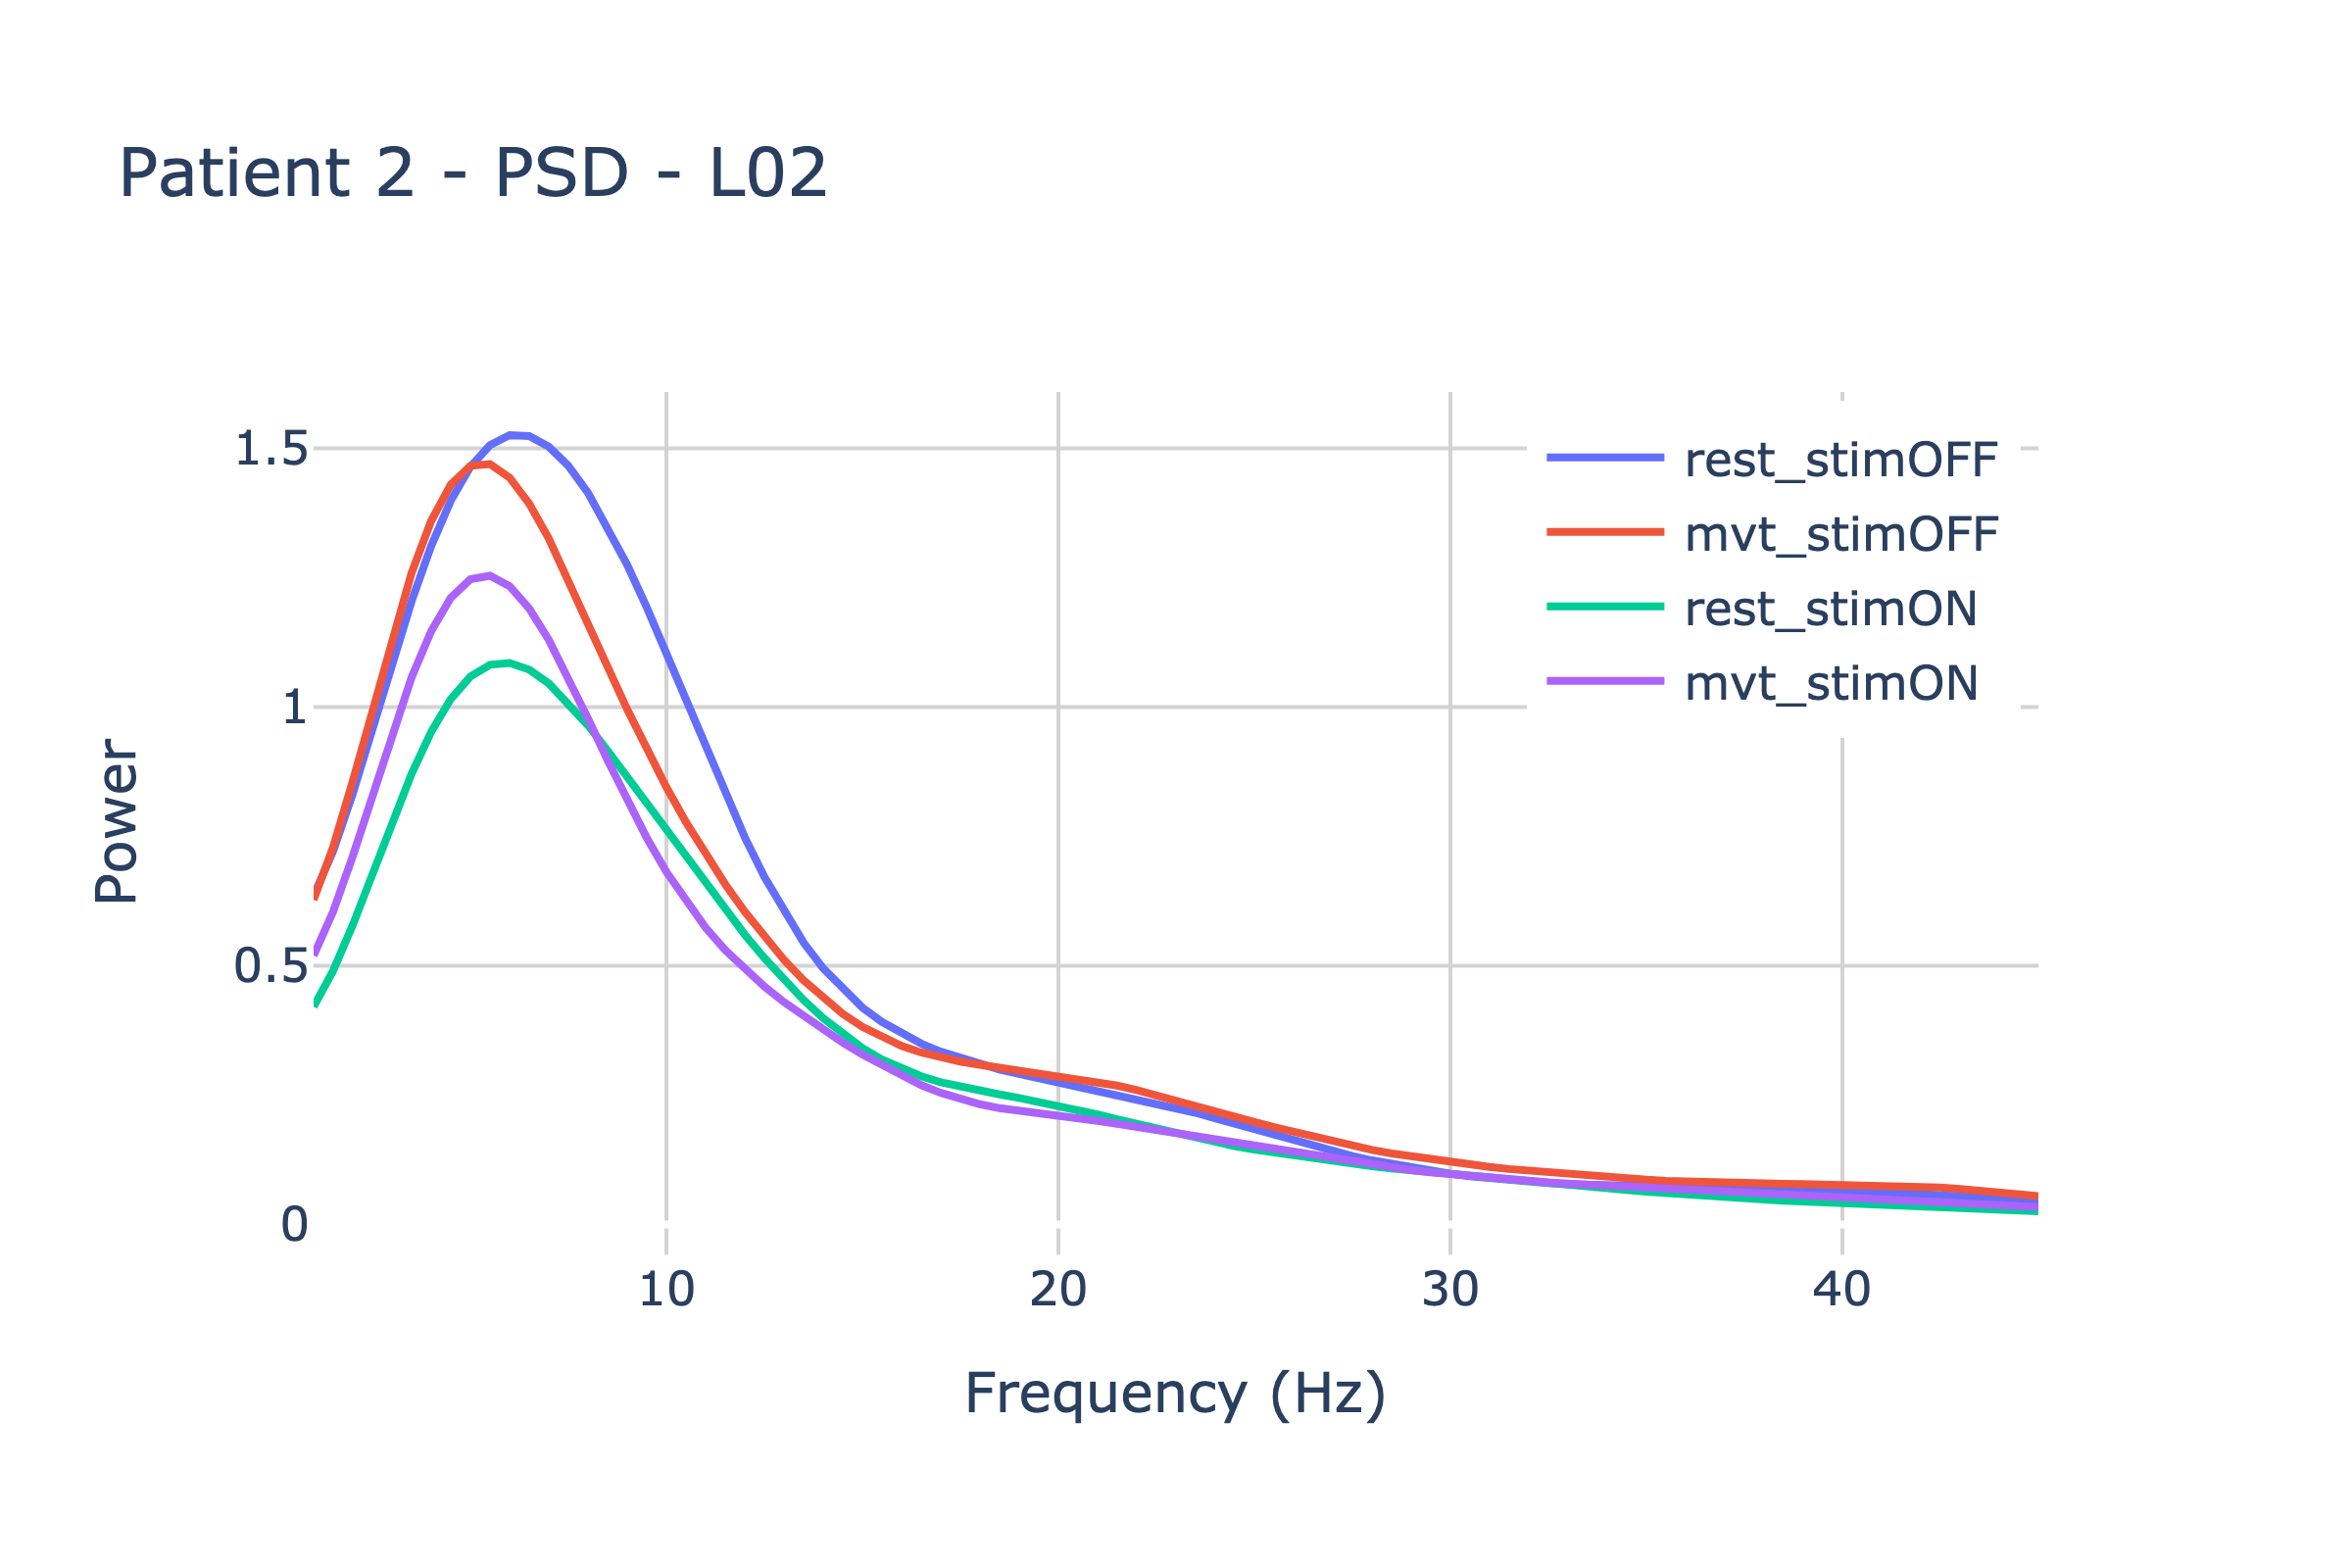 Patient 2 - PSD - L02
1.5
1
0.5
0
Power
rest_stimOFF
mvt_stimOFF
rest_stimON
mvt_stimON
10 20 30 40
Frequency (Hz)